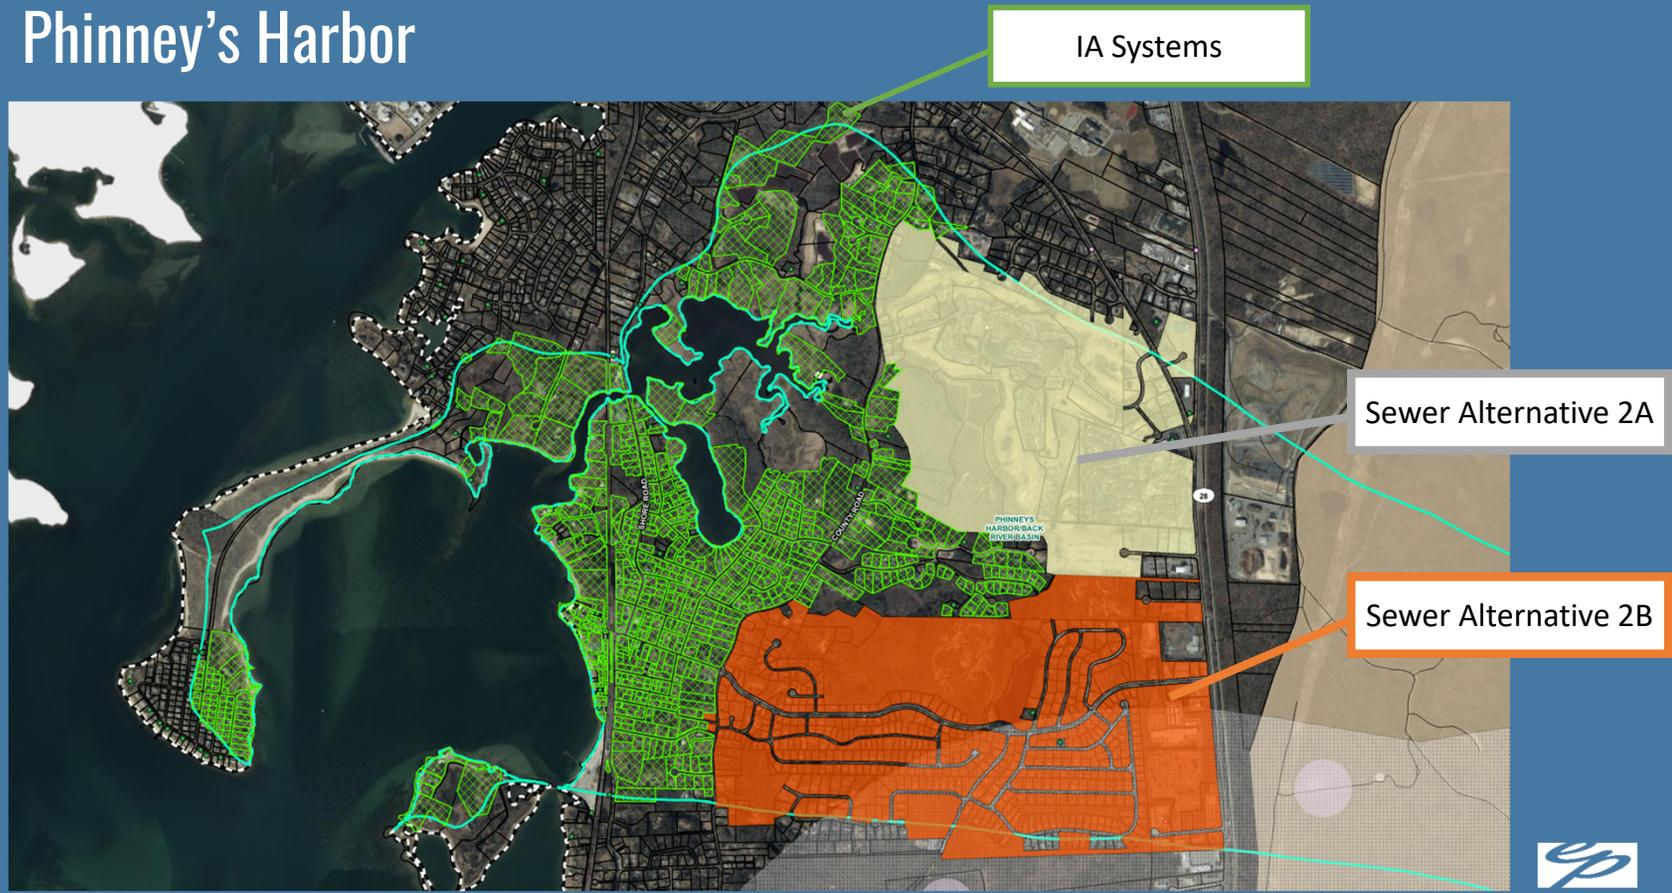 Phinney’s Harbor
IA Systems
Sewer Alternative 2A
28
SHORE ROAD
COUNTY ROAD
PHINNEYS
HARBOR/BACK
RIVER BASIN
Sewer Alternative 2B
ep